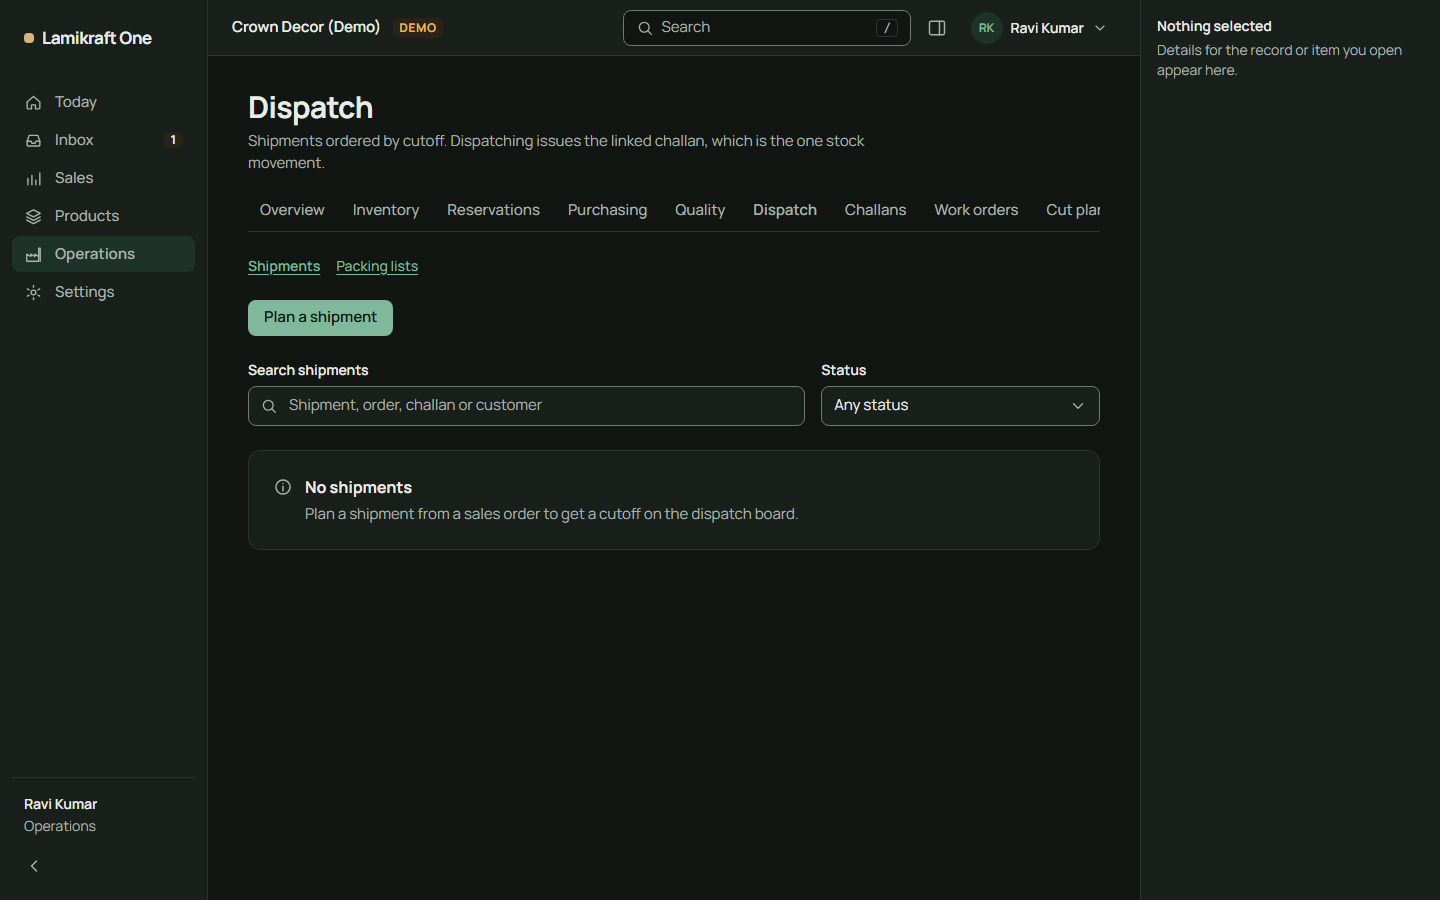 Lamikraft One
Today
Inbox 1
Sales
Products
Operations
Settings
Ravi Kumar
Operations
Crown Decor (Demo) DEMO
Search /
RK Ravi Kumar
Dispatch
Shipments ordered by cutoff. Dispatching issues the linked challan, which is the one stock
movement.
Overview Inventory Reservations Purchasing Quality Dispatch Challans Work orders Cut plan
Shipments Packing lists
Plan a shipment
Search shipments Status
Shipment, order, challan or customer Any status
No shipments
Plan a shipment from a sales order to get a cutoff on the dispatch board.
Nothing selected
Details for the record or item you open
appear here.